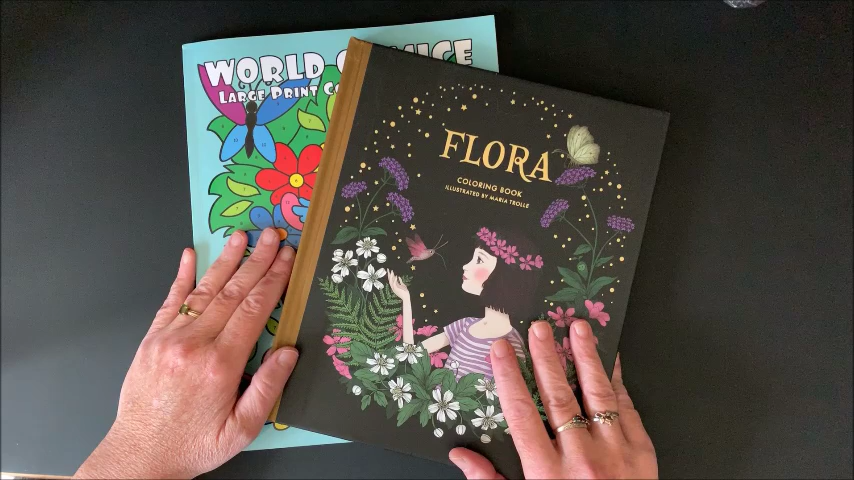 WORLD
LARGE PRINT
FLORA
COLORING BOOK
ILLUSTRATED BY MARIA TROLLE